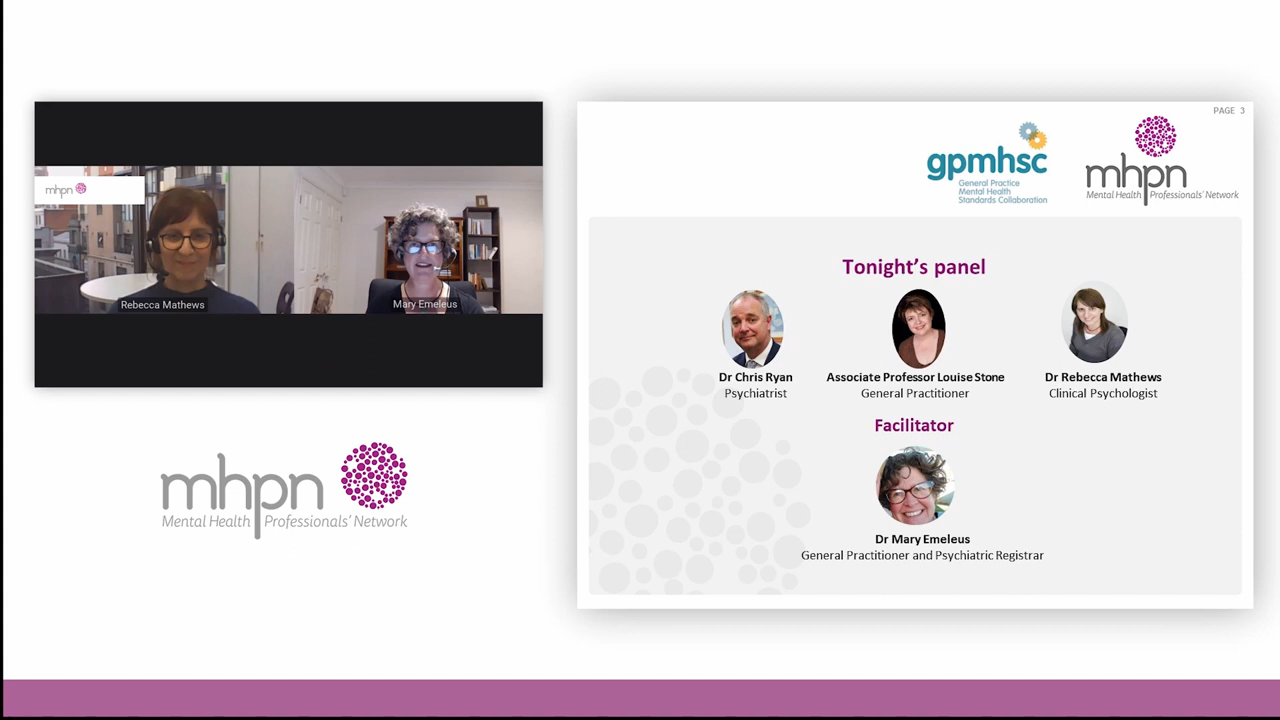 mhpn
Rebecca Mathews
Mary Emeleus
mhpn
Mental Health Professionals' Network
PAGE 3
gpmhsc
General Practice
Mental Health
Standards Collaboration
mhpn
Mental Health Professionals' Network
Tonight's panel
Dr Chris Ryan
Psychiatrist
Associate Professor Louise Stone
General Practitioner
Dr Rebecca Mathews
Clinical Psychologist
Facilitator
Dr Mary Emeleus
General Practitioner and Psychiatric Registrar